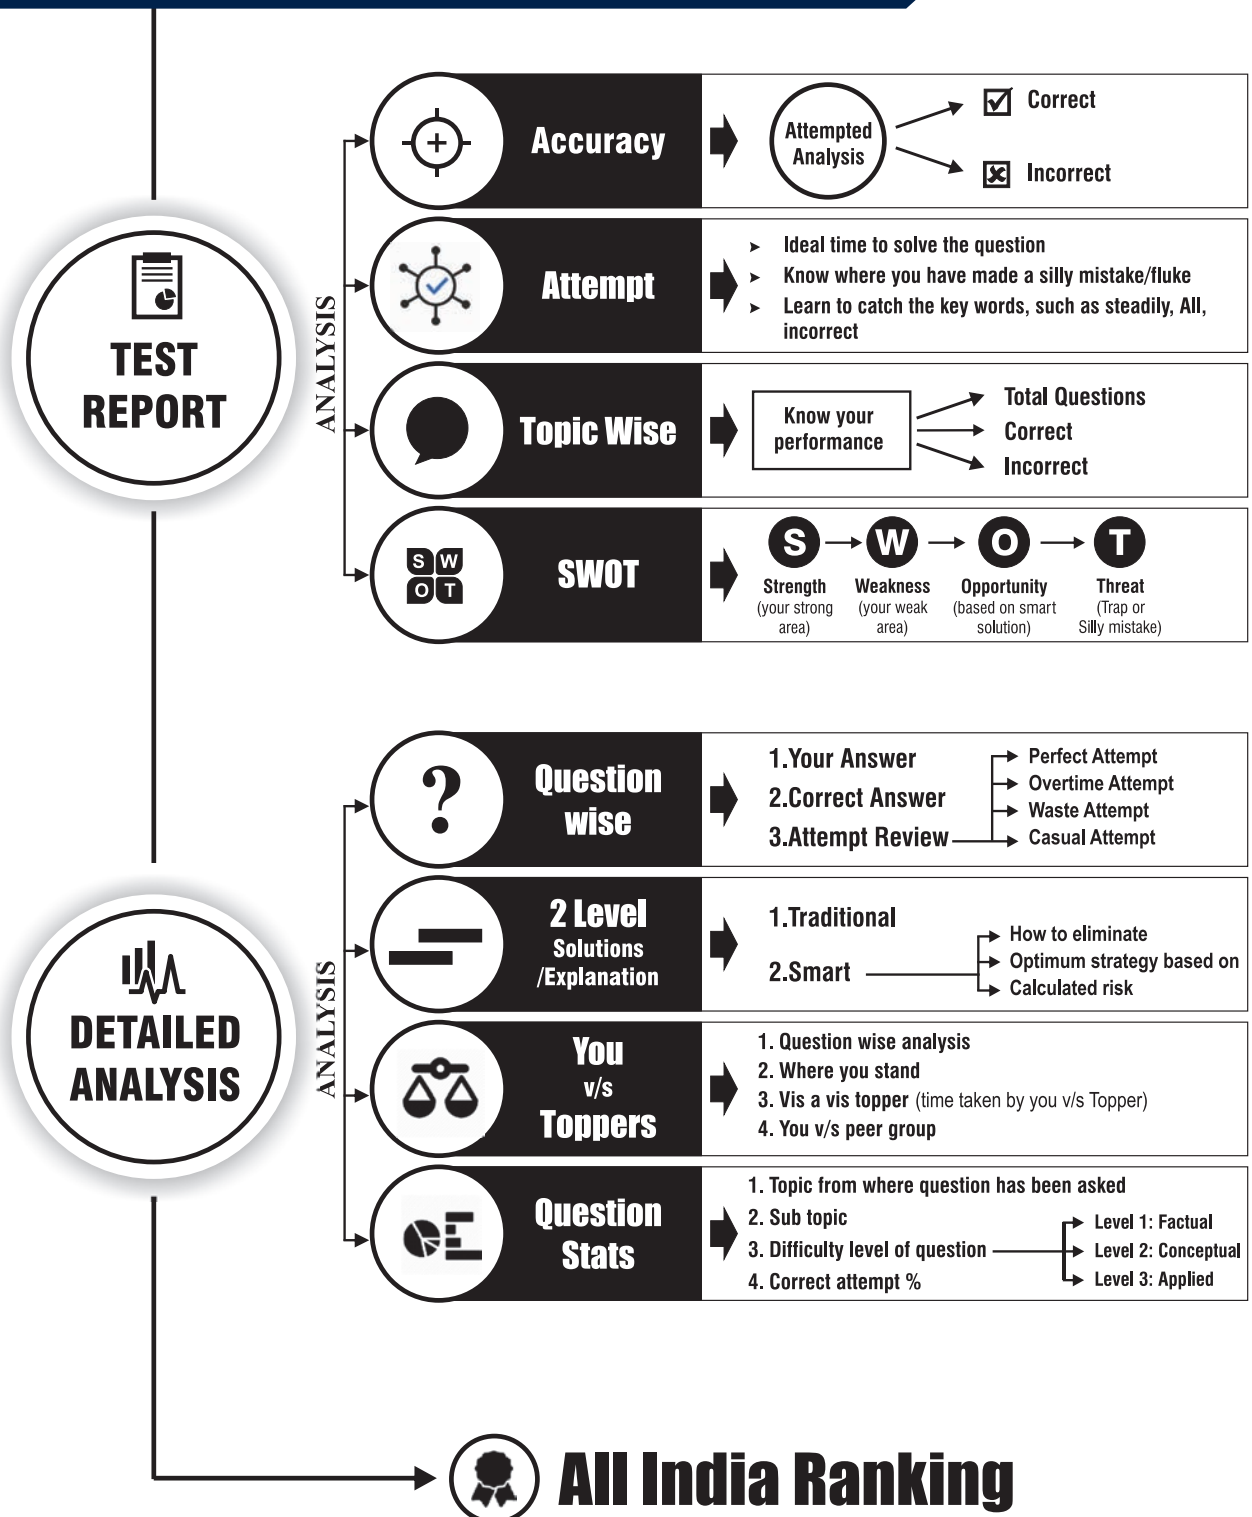 TEST
REPORT
ANALYSIS
Accuracy
Attempted
Analysis
Correct
Incorrect
Attempt
➤ Ideal time to solve the question
➤ Know where you have made a silly mistake/fluke
➤ Learn to catch the key words, such as steadily, All,
incorrect
Topic Wise
Know your
performance
Total Questions
Correct
Incorrect
S W
O T
SWOT
S W O T
Strength Weakness Opportunity Threat
(your strong (your weak (based on smart (Trap or
area) area) solution) Silly mistake)
DETAILED
ANALYSIS
ANALYSIS
?
Question
wise
1.Your Answer
2.Correct Answer
3.Attempt Review
Perfect Attempt
Overtime Attempt
Waste Attempt
Casual Attempt
2 Level
Solutions
/Explanation
1.Traditional
2.Smart
How to eliminate
Optimum strategy based on
Calculated risk
You
v/s
Toppers
1. Question wise analysis
2. Where you stand
3. Vis a vis topper (time taken by you v/s Topper)
4. You v/s peer group
Question
Stats
1. Topic from where question has been asked
2. Sub topic
3. Difficulty level of question
4. Correct attempt %
Level 1: Factual
Level 2: Conceptual
Level 3: Applied
All India Ranking